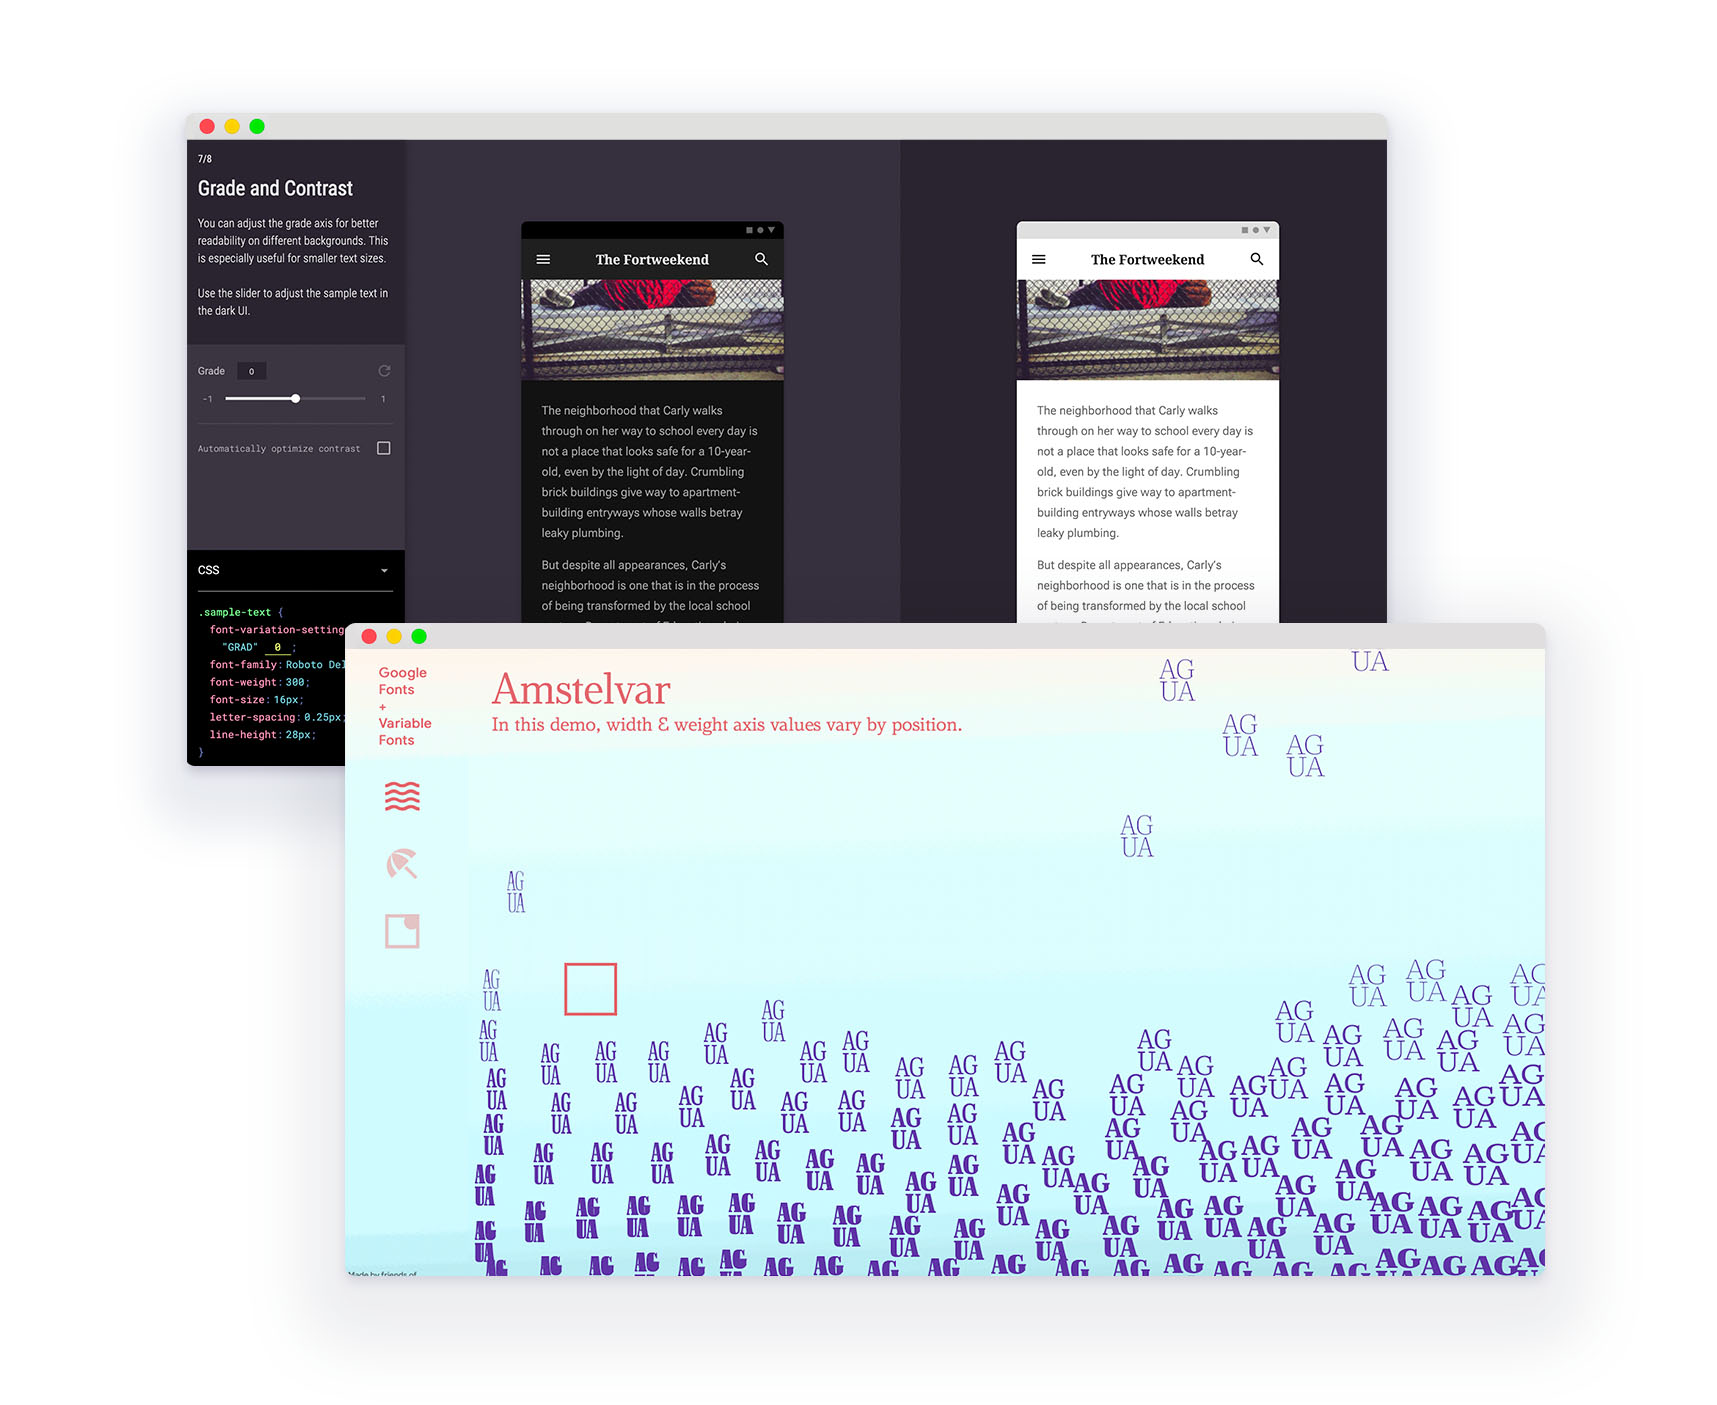 7/8
Grade and Contrast
You can adjust the grade axis for better
readability on different backgrounds. This
is especially useful for smaller text sizes.
Use the slider to adjust the sample text in
the dark UI.
Grade 0
-1 1
Automatically optimize contrast
CSS
.sample-text {
font-variation-setting
"GRAD" 0 ;
font-family: Roboto Del
font-weight: 300;
font-size: 16px;
letter-spacing: 0.25px;
line-height: 28px;
}
The Fortweekend
The neighborhood that Carly walks
through on her way to school every day is
not a place that looks safe for a 10-year-
old, even by the light of day. Crumbling
brick buildings give way to apartment-
building entryways whose walls betray
leaky plumbing.
But despite all appearances, Carly's
neighborhood is one that is in the process
of being transformed by the local school
The Fortweekend
The neighborhood that Carly walks
through on her way to school every day is
not a place that looks safe for a 10-year-
old, even by the light of day. Crumbling
brick buildings give way to apartment-
building entryways whose walls betray
leaky plumbing.
But despite all appearances, Carly's
neighborhood is one that is in the process
of being transformed by the local school
Google
Fonts
+
Variable
Fonts
Amstelvar
In this demo, width & weight axis values vary by position.
UA
AG
UA
AG
UA
AG
UA
AG
UA
AG
UA
AG
UA
Made by friends of